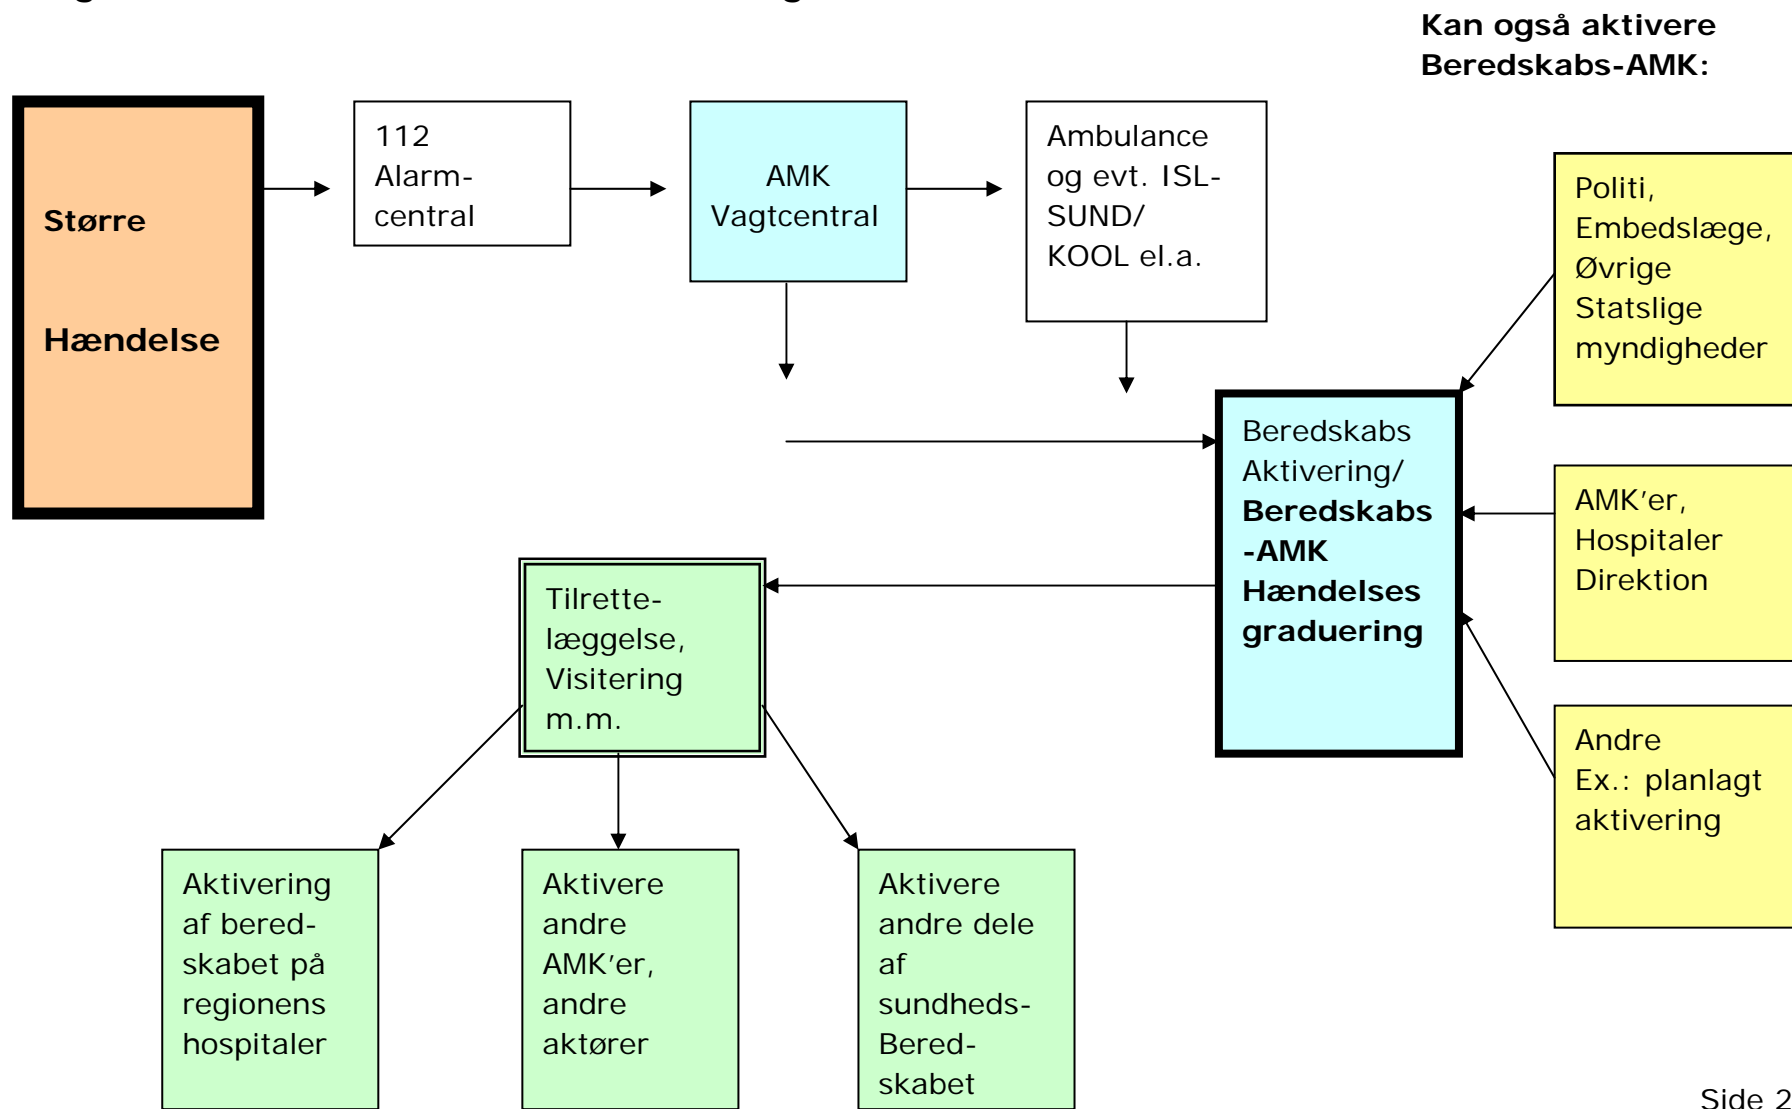 Kan også aktivere
Beredskabs-AMK:
Større
Hændelse
112
Alarm-
central
AMK
Vagtcentral
Ambulance
og evt. ISL-
SUND/
KOOL el.a.
Politi,
Embedslæge,
Øvrige
Statslige
myndigheder
Beredskabs
Aktivering/
Beredskabs
-AMK
Hændelses
graduering
AMK’er,
Hospitaler
Direktion
Tilrette-
læggelse,
Visitering
m.m.
Andre
Ex.: planlagt
aktivering
Aktivering
af bered-
skabet på
regionens
hospitaler
Aktivere
andre
AMK’er,
andre
aktører
Aktivere
andre dele
af
sundheds-
Bered-
skabet
Side 2